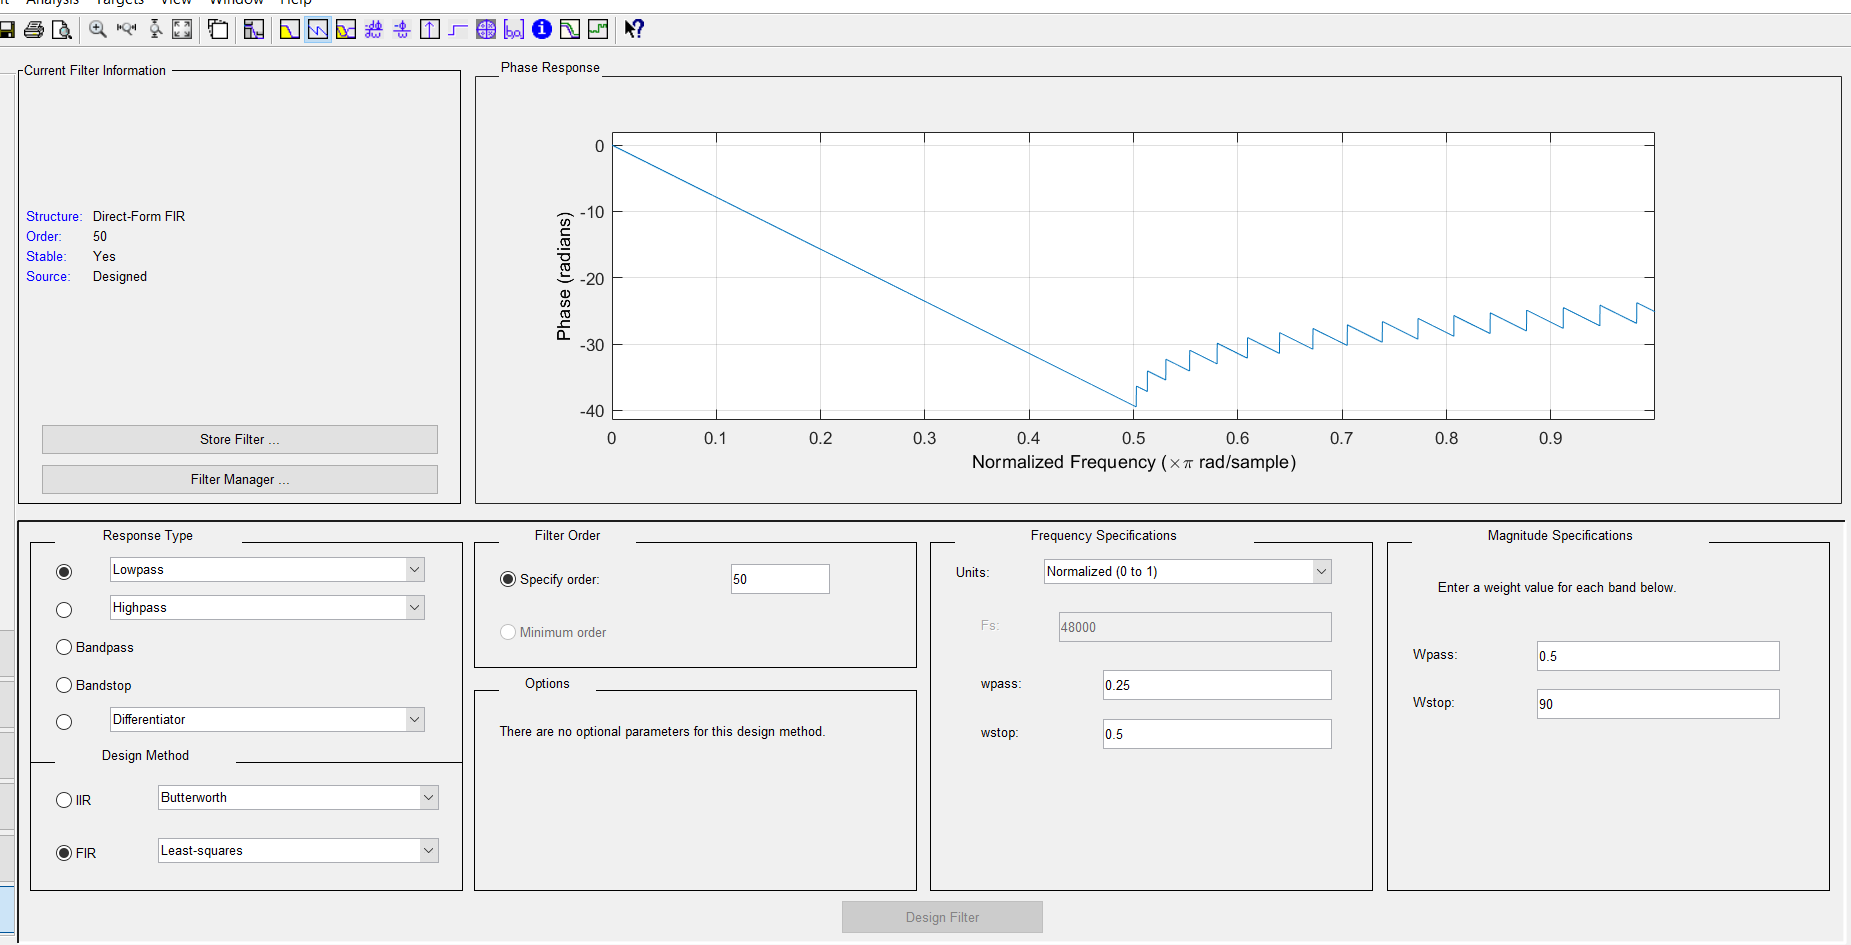 Analysis Targets View Window Help
Current Filter Information
Structure: Direct-Form FIR
Order: 50
Stable: Yes
Source: Designed
Store Filter ...
Filter Manager ...
Phase Response
Phase (radians)
0
-10
-20
-30
-40
0 0.1 0.2 0.3 0.4 0.5 0.6 0.7 0.8 0.9
Normalized Frequency (×π rad/sample)
Response Type
Lowpass
Highpass
Bandpass
Bandstop
Differentiator
Design Method
IIR Butterworth
FIR Least-squares
Filter Order
Specify order: 50
Minimum order
Options
There are no optional parameters for this design method.
Frequency Specifications
Units: Normalized (0 to 1)
Fs: 48000
wpass: 0.25
wstop: 0.5
Magnitude Specifications
Enter a weight value for each band below.
Wpass: 0.5
Wstop: 90
Design Filter